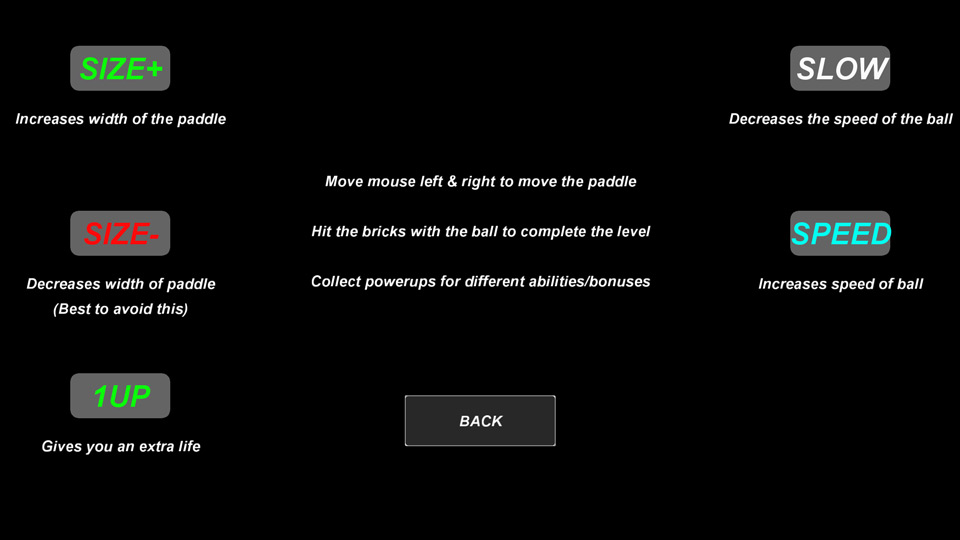 SIZE+
Increases width of the paddle
SIZE-
Decreases width of paddle
(Best to avoid this)
1UP
Gives you an extra life
Move mouse left & right to move the paddle
Hit the bricks with the ball to complete the level
Collect powerups for different abilities/bonuses
BACK
SLOW
Decreases the speed of the ball
SPEED
Increases speed of ball